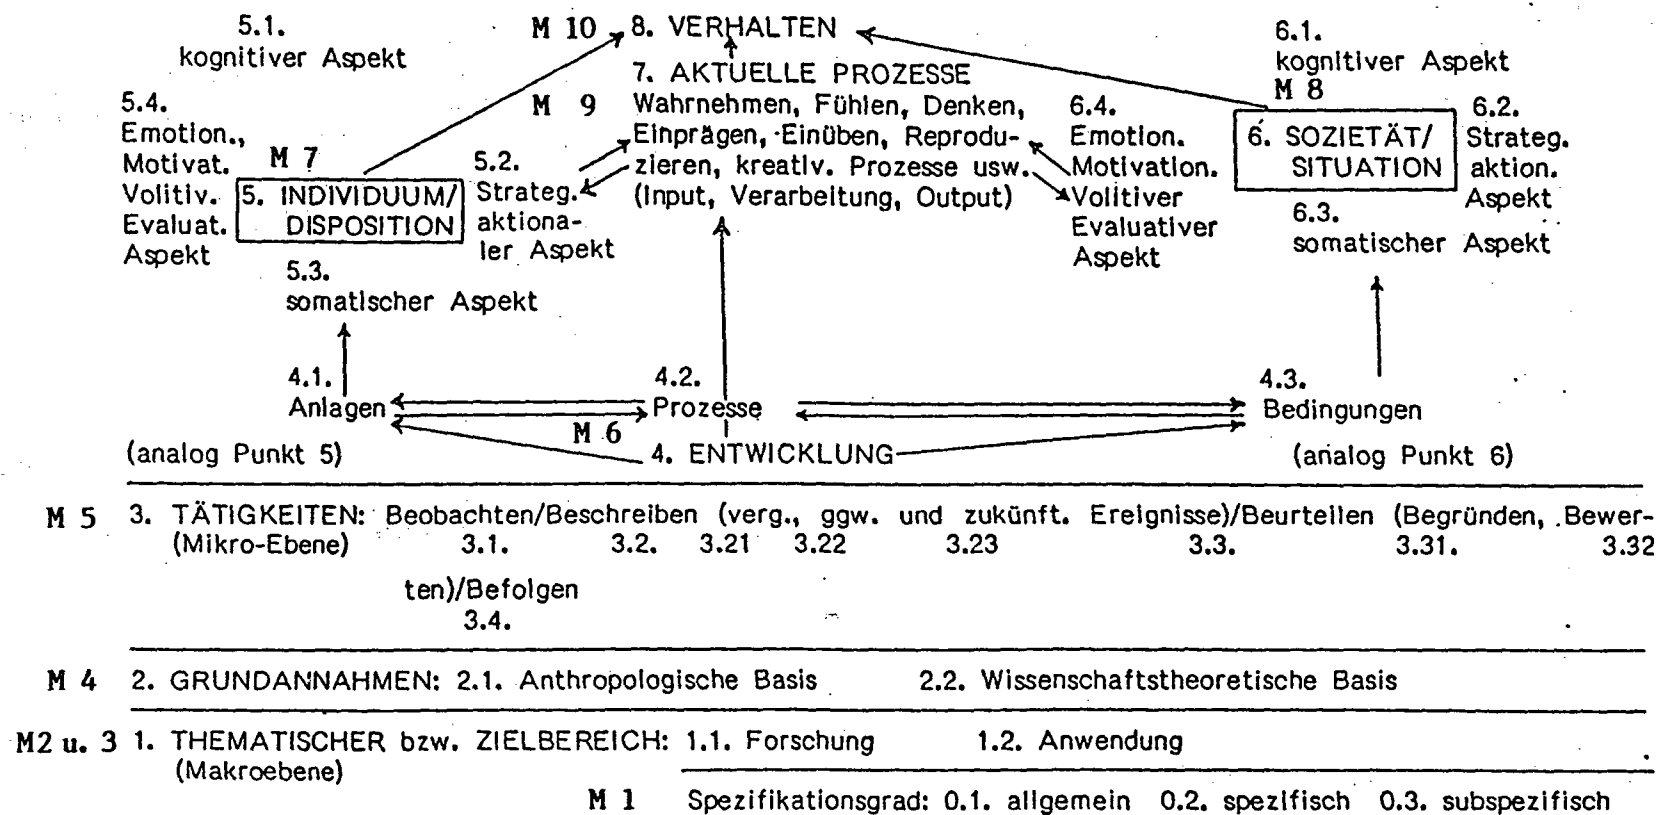 5.1.
kognitiver Aspekt
M 10
8. VERHALTEN
6.1.
kognitiver Aspekt
M 8
7. AKTUELLE PROZESSE
M 9
Wahrnehmen, Fühlen, Denken,
Einprägen, Einüben, Reprodu-
zieren, kreativ. Prozesse usw.
(Input, Verarbeitung, Output)
5.4.
Emotion.,
Motivat.
Volitiv.
Evaluat.
Aspekt
M 7
5. INDIVIDUUM/
DISPOSITION
5.2.
Strateg.
aktiona-
ler Aspekt
5.3.
somatischer Aspekt
6.4.
Emotion.
Motivation.
Volitiver
Evaluativer
Aspekt
6. SOZIETÄT/
SITUATION
6.2.
Strateg.
aktion.
Aspekt
6.3.
somatischer Aspekt
4.1.
Anlagen
4.2.
Prozesse
4.3.
Bedingungen
M 6
(analog Punkt 5)
4. ENTWICKLUNG
(analog Punkt 6)
M 5 3. TÄTIGKEITEN: Beobachten/Beschreiben (verg., ggw. und zukünft. Ereignisse)/Beurteilen (Begründen, Bewer-
(Mikro-Ebene) 3.1. 3.2. 3.21 3.22 3.23 3.3. 3.31. 3.32
ten)/Befolgen
3.4.
M 4 2. GRUNDANNAHMEN: 2.1. Anthropologische Basis 2.2. Wissenschaftstheoretische Basis
M2 u. 3 1. THEMATISCHER bzw. ZIELBEREICH: 1.1. Forschung 1.2. Anwendung
(Makroebene)
M 1 Spezifikationsgrad: 0.1. allgemein 0.2. spezifisch 0.3. subspezifisch